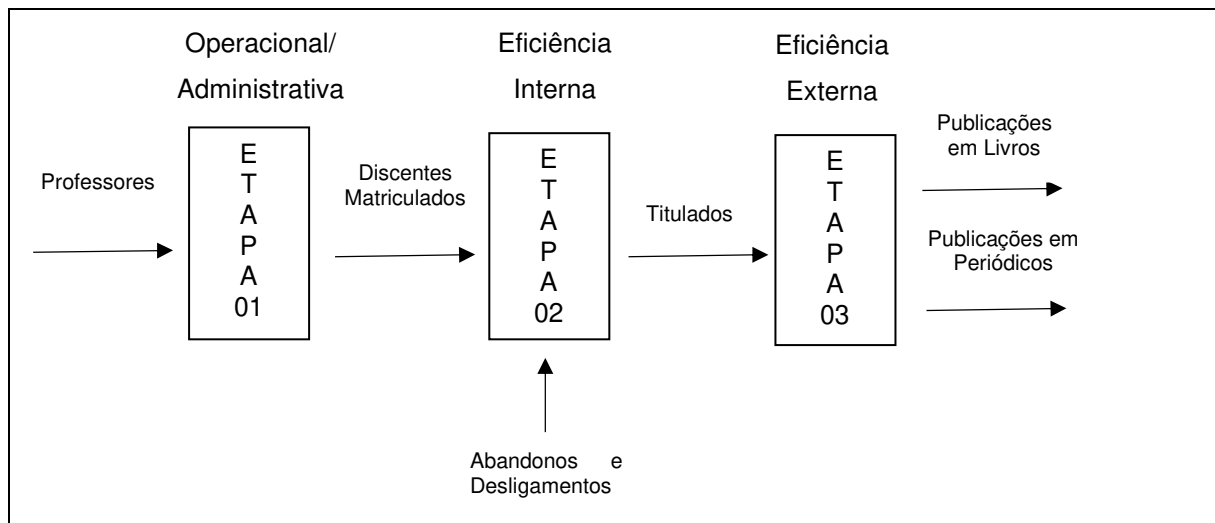 Operacional/
Administrativa
Eficiência
Interna
Eficiência
Externa
Professores
E
T
A
P
A
01
Discentes
Matriculados
E
T
A
P
A
02
Abandonos e
Desligamentos
Titulados
E
T
A
P
A
03
Publicações
em Livros
Publicações em
Periódicos